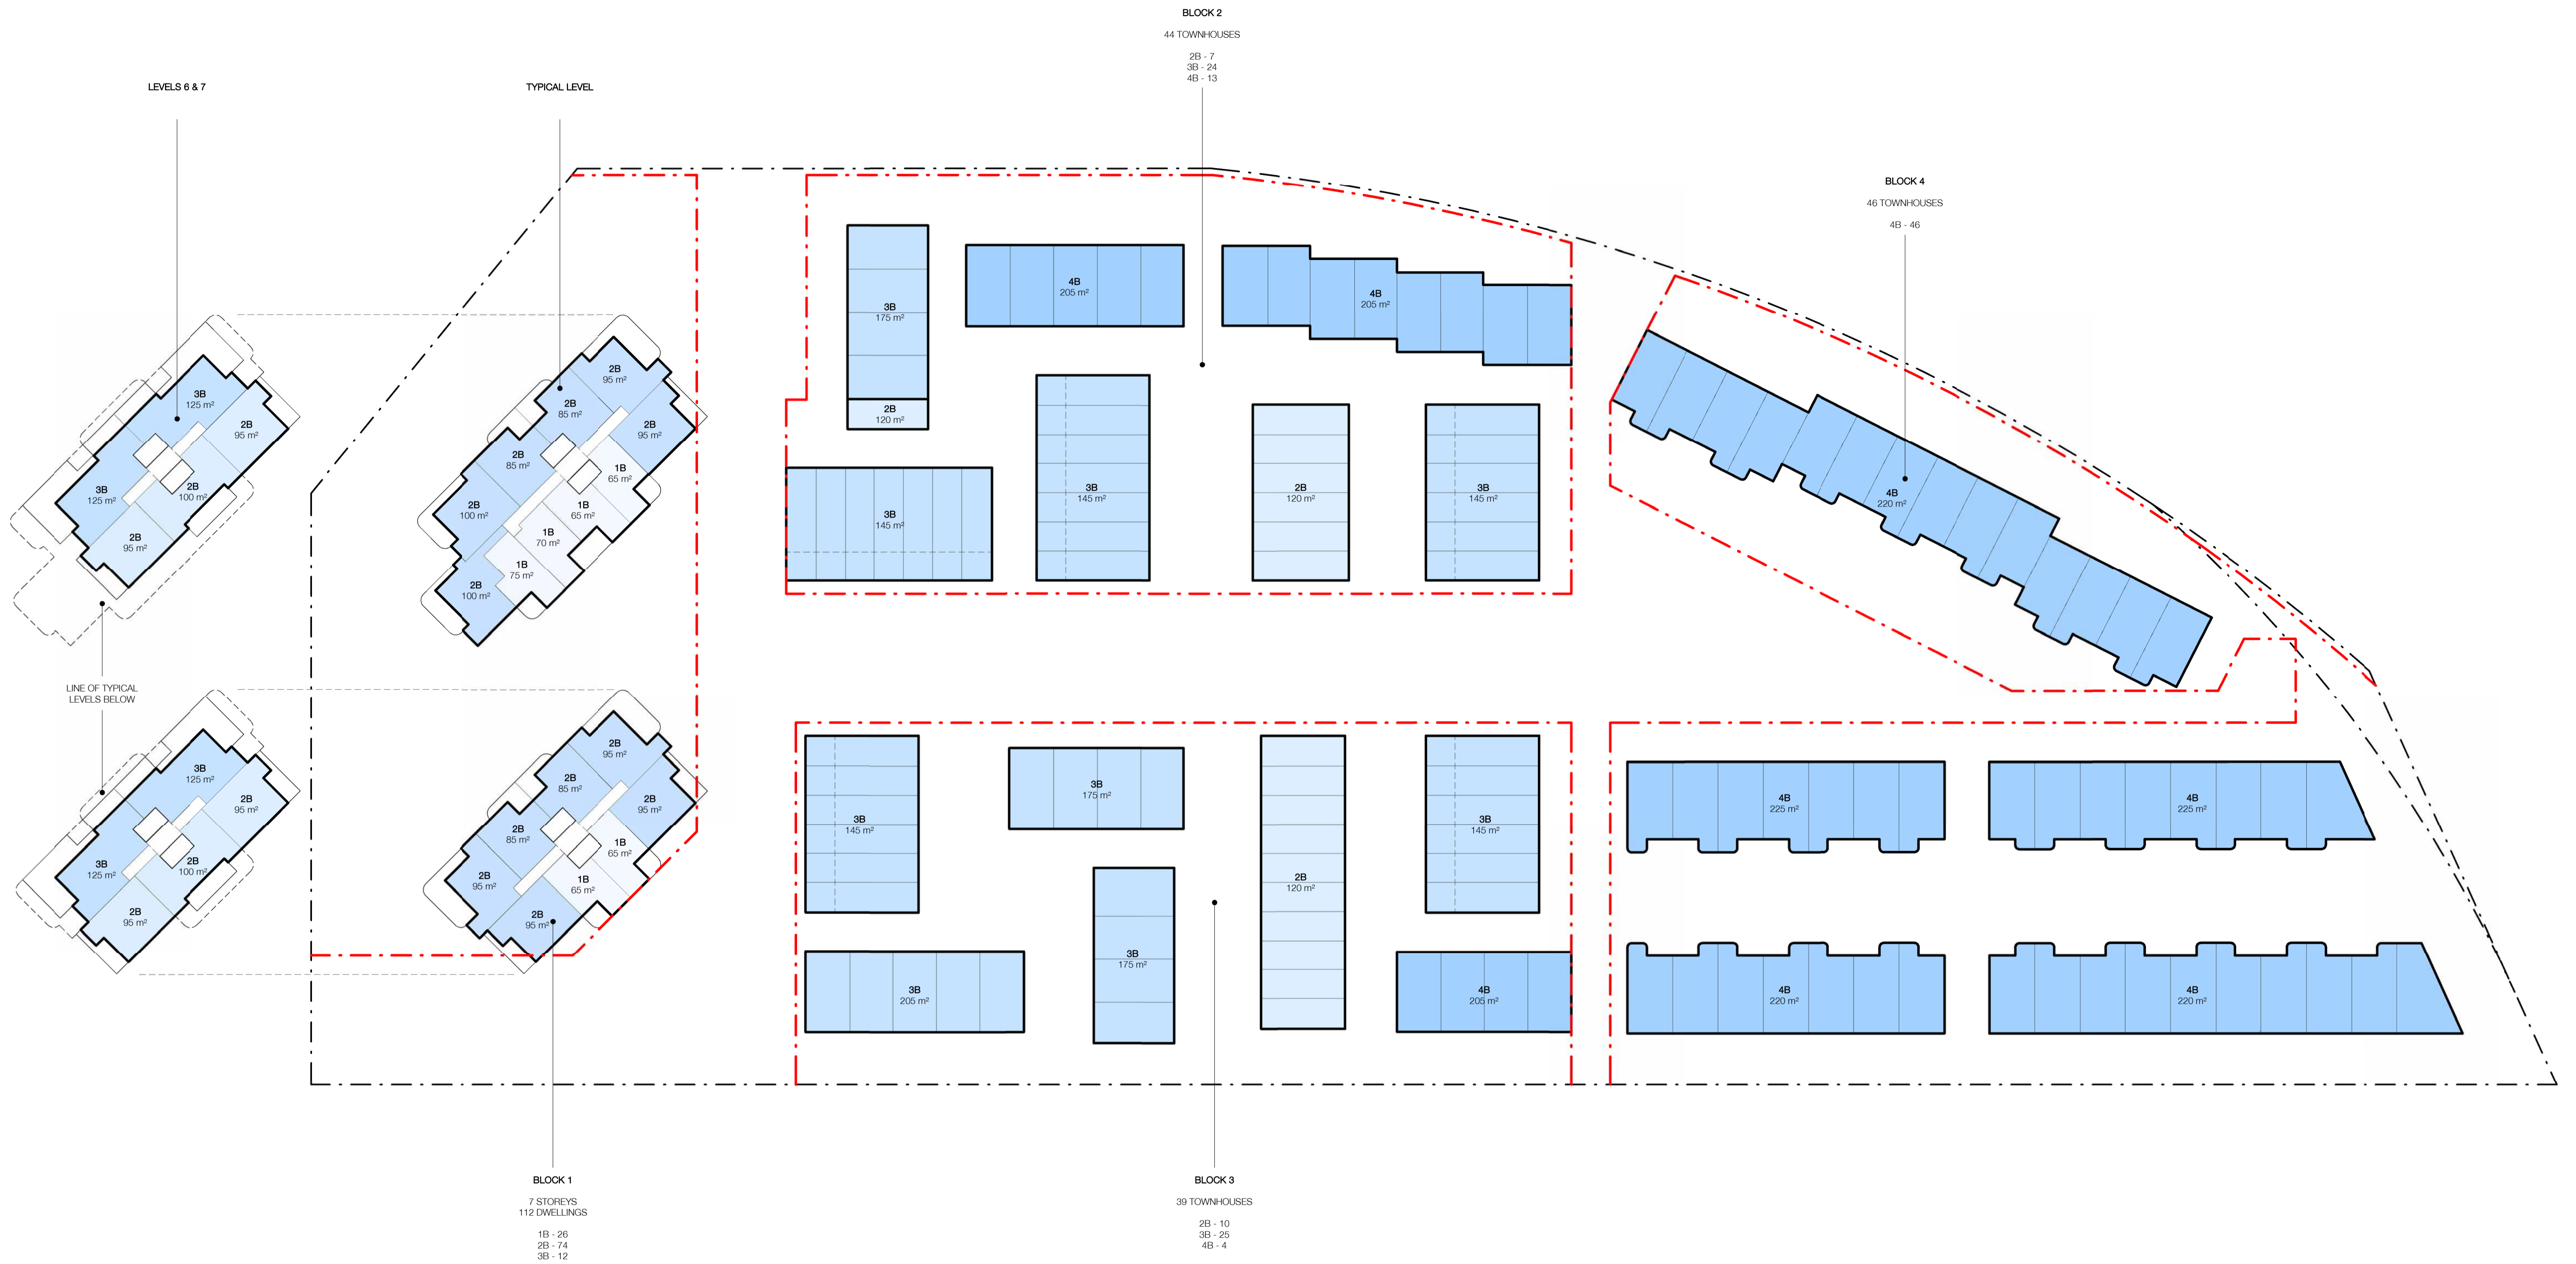 BLOCK 2
44 TOWNHOUSES
2B - 7
3B - 24
4B - 13
LEVELS 6 & 7
TYPICAL LEVEL
BLOCK 4
46 TOWNHOUSES
4B - 46
3B
125 m²
2B
95 m²
3B
125 m²
2B
100 m²
2B
95 m²
LINE OF TYPICAL
LEVELS BELOW
3B
125 m²
2B
95 m²
3B
125 m²
2B
100 m²
2B
95 m²
2B
95 m²
2B
85 m²
2B
95 m²
2B
85 m²
1B
65 m²
2B
100 m²
1B
65 m²
1B
70 m²
1B
75 m²
2B
100 m²
2B
95 m²
2B
85 m²
2B
95 m²
2B
85 m²
1B
65 m²
2B
95 m²
1B
65 m²
2B
95 m²
3B
175 m²
2B
120 m²
4B
205 m²
4B
205 m²
3B
145 m²
3B
145 m²
2B
120 m²
3B
145 m²
4B
220 m²
3B
145 m²
3B
175 m²
3B
145 m²
2B
120 m²
3B
175 m²
3B
205 m²
4B
205 m²
4B
225 m²
4B
225 m²
4B
220 m²
4B
220 m²
BLOCK 1
7 STOREYS
112 DWELLINGS
1B - 26
2B - 74
3B - 12
BLOCK 3
39 TOWNHOUSES
2B - 10
3B - 25
4B - 4